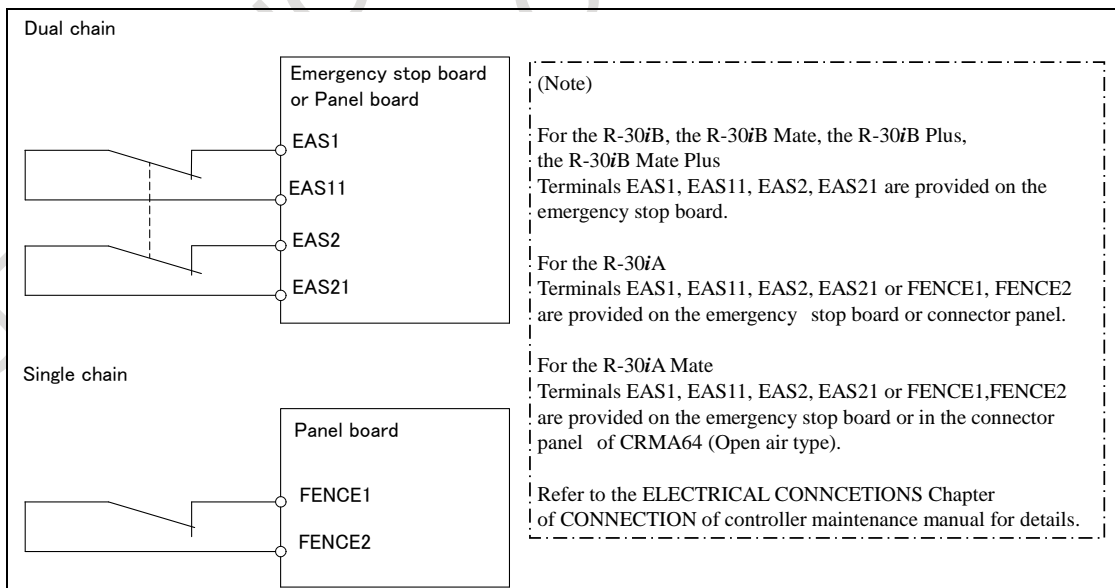 Dual chain
Emergency stop board
or Panel board
EAS1
EAS11
EAS2
EAS21
Single chain
Panel board
FENCE1
FENCE2
(Note)
For the R-30iB, the R-30iB Mate, the R-30iB Plus,
the R-30iB Mate Plus
Terminals EAS1, EAS11, EAS2, EAS21 are provided on the
emergency stop board.
For the R-30iA
Terminals EAS1, EAS11, EAS2, EAS21 or FENCE1, FENCE2
are provided on the emergency stop board or connector panel.
For the R-30iA Mate
Terminals EAS1, EAS11, EAS2, EAS21 or FENCE1,FENCE2
are provided on the emergency stop board or in the connector
panel of CRMA64 (Open air type).
Refer to the ELECTRICAL CONNCETIONS Chapter
of CONNECTION of controller maintenance manual for details.